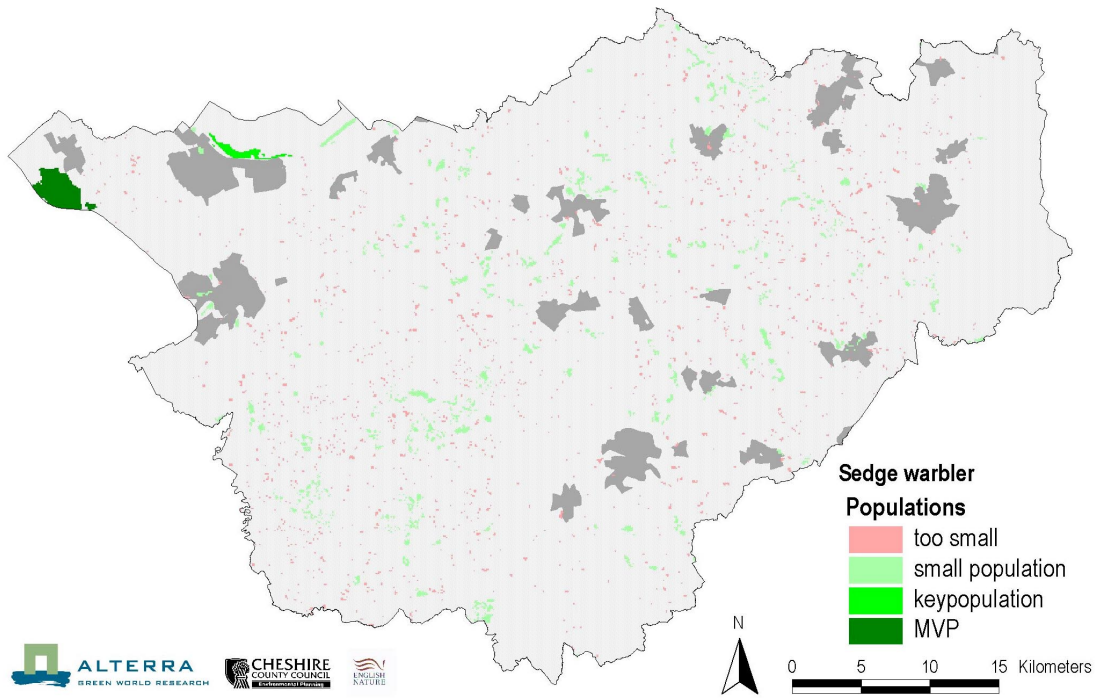 Sedge warbler
Populations
too small
small population
keypopulation
MVP
N
0 5 10 15 Kilometers
ALTERRA
GREEN WORLD RESEARCH
CHESHIRE
COUNTY COUNCIL
Environmental Planning
ENGLISH
NATURE